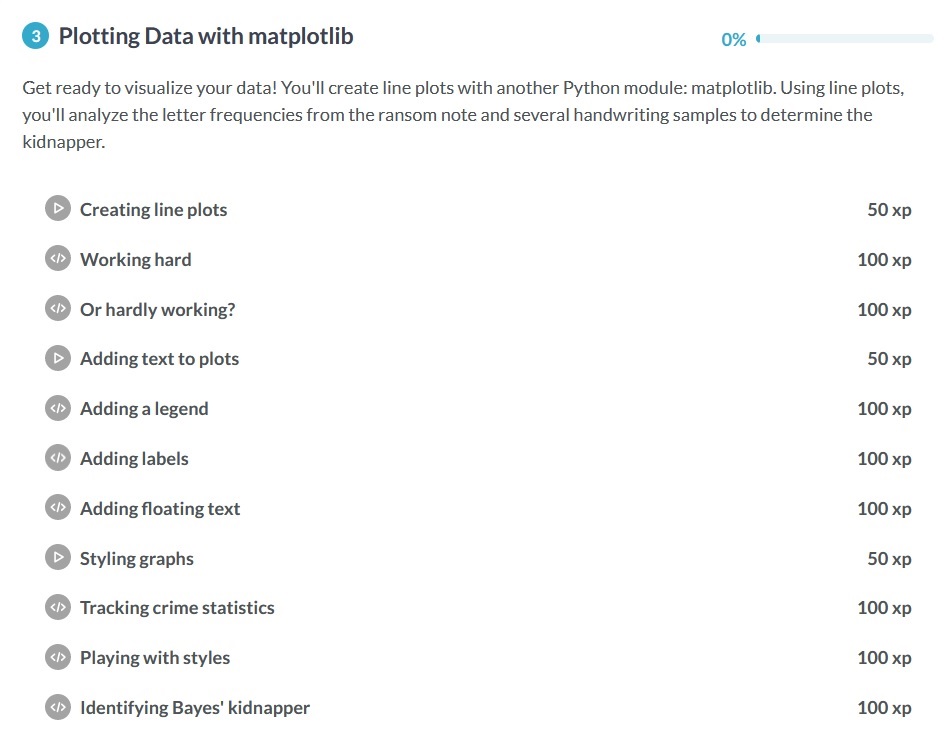 3 Plotting Data with matplotlib 0%
Get ready to visualize your data! You'll create line plots with another Python module: matplotlib. Using line plots,
you'll analyze the letter frequencies from the ransom note and several handwriting samples to determine the
kidnapper.
Creating line plots 50 xp
</> Working hard 100 xp
</> Or hardly working? 100 xp
Adding text to plots 50 xp
</> Adding a legend 100 xp
</> Adding labels 100 xp
</> Adding floating text 100 xp
Styling graphs 50 xp
</> Tracking crime statistics 100 xp
</> Playing with styles 100 xp
</> Identifying Bayes' kidnapper 100 xp